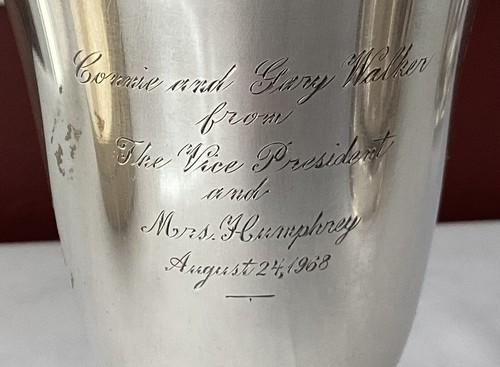 Connie and Gary Walker
from
The Vice President
and
Mrs. Humphrey
August 24, 1968